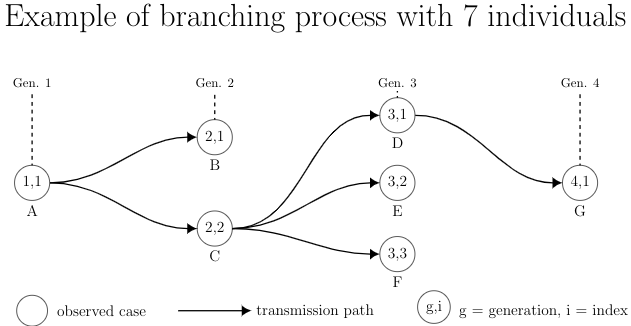 Example of branching process with 7 individuals
Gen. 1
Gen. 2
Gen. 3
Gen. 4
3,1
D
2,1
B
1,1
A
3,2
E
4,1
G
2,2
C
3,3
F
observed case
transmission path
g,i
g = generation, i = index